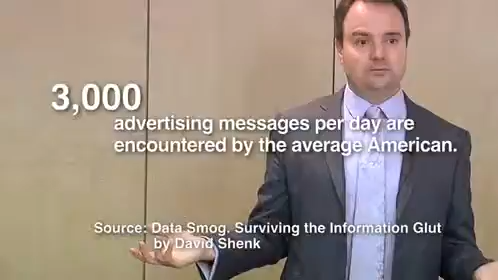 3,000
advertising messages per day are
encountered by the average American.
Source: Data Smog. Surviving the Information Glut
by David Shenk